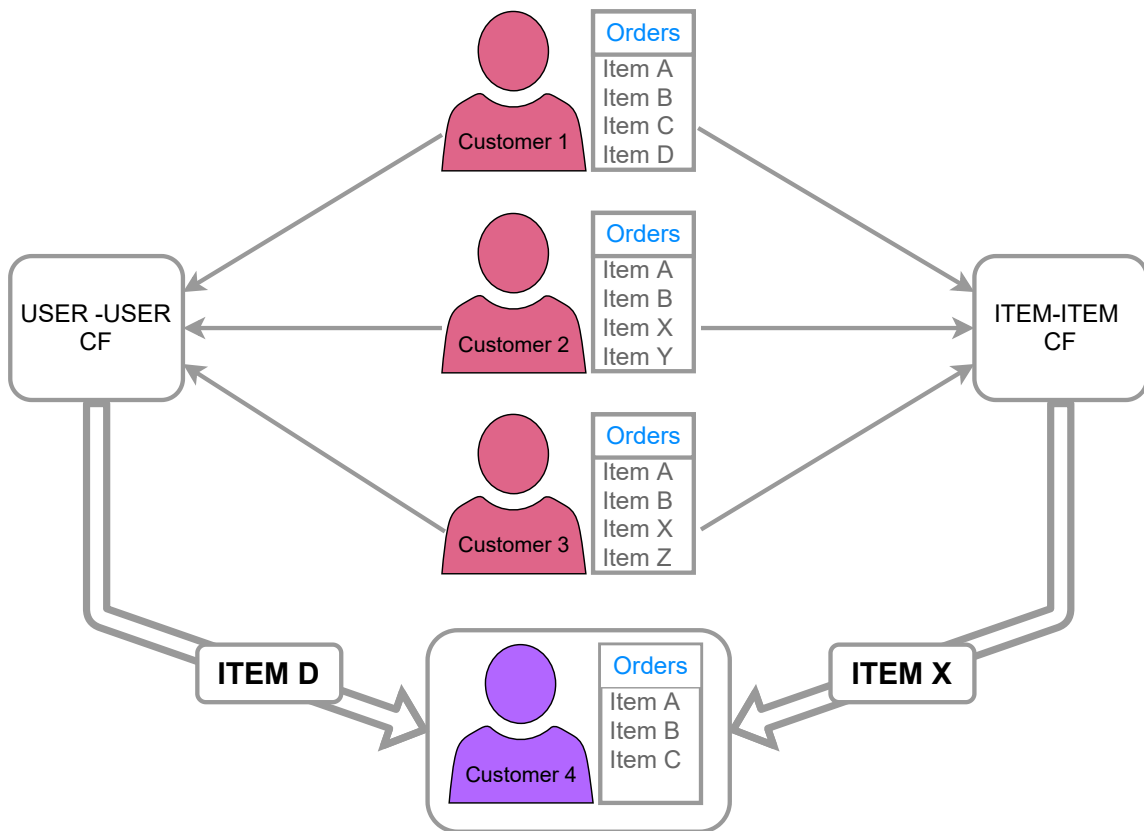 Orders
Item A
Item B
Item C
Item D
Customer 1
Orders
Item A
Item B
Item X
Item Y
Customer 2
USER -USER
CF
ITEM-ITEM
CF
Orders
Item A
Item B
Item X
Item Z
Customer 3
ITEM D
ITEM X
Orders
Item A
Item B
Item C
Customer 4